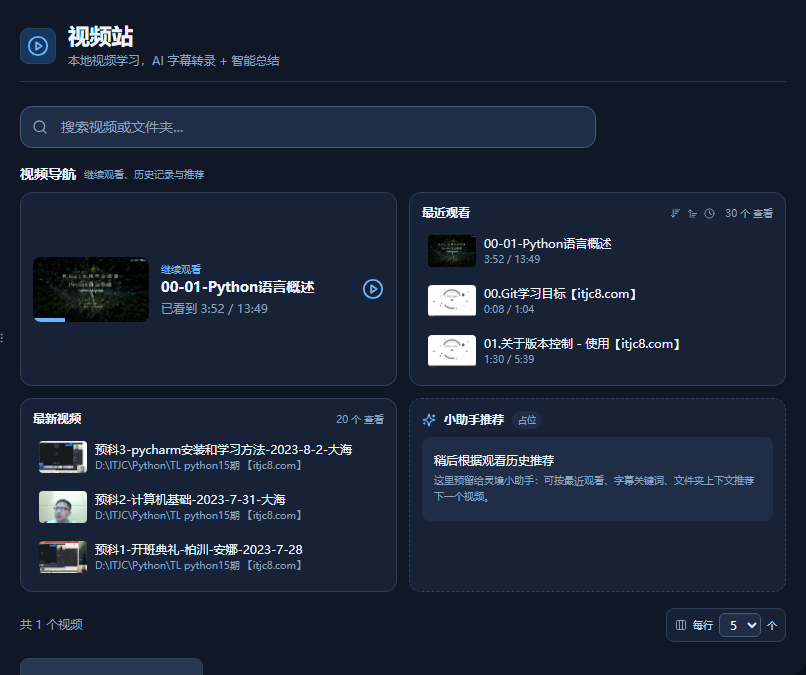 视频站
本地视频学习，AI 字幕转录 + 智能总结
搜索视频或文件夹...
视频导航 继续观看、历史记录与推荐
继续观看
00-01-Python语言概述
已看到 3:52 / 13:49
最近观看 30 个 查看
00-01-Python语言概述
3:52 / 13:49
00.Git学习目标【itjc8.com】
0:08 / 1:04
01.关于版本控制 - 使用【itjc8.com】
1:30 / 5:39
最新视频 20 个 查看
预科3-pycharm安装和学习方法-2023-8-2-大海
D:\ITJC\Python\TL python15期 【itjc8.com】
预科2-计算机基础-2023-7-31-大海
D:\ITJC\Python\TL python15期 【itjc8.com】
预科1-开班典礼-柏汌-安娜-2023-7-28
D:\ITJC\Python\TL python15期 【itjc8.com】
小助手推荐 占位
稍后根据观看历史推荐
这里预留给灵境小助手：可按最近观看、字幕关键词、文件夹上下文推荐
下一个视频。
共 1 个视频
每行 5 个